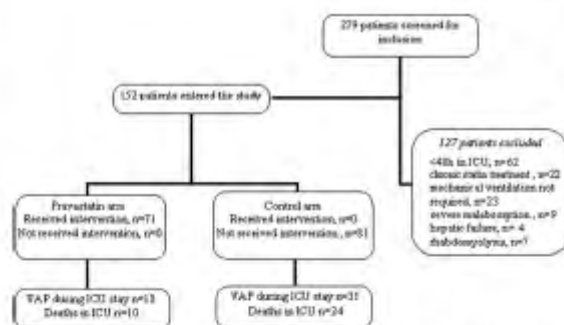 279 patients screened for
inclusion
152 patients entered the study
127 patients excluded
<48h in ICU, n=62
chronic statin treatment, n=22
mechanical ventilation not
required, n=23
severe malabsorption, n=9
hepatic failure, n= 4
rhabdomyolysis, n=7
Pravastatin arm
Received intervention, n=71
Not received intervention, n=0
Control arm
Received intervention, n=0
Not received intervention, n=81
VAP during ICU stay
Deaths in ICU n=10
VAP during ICU stay
Deaths in ICU n=24